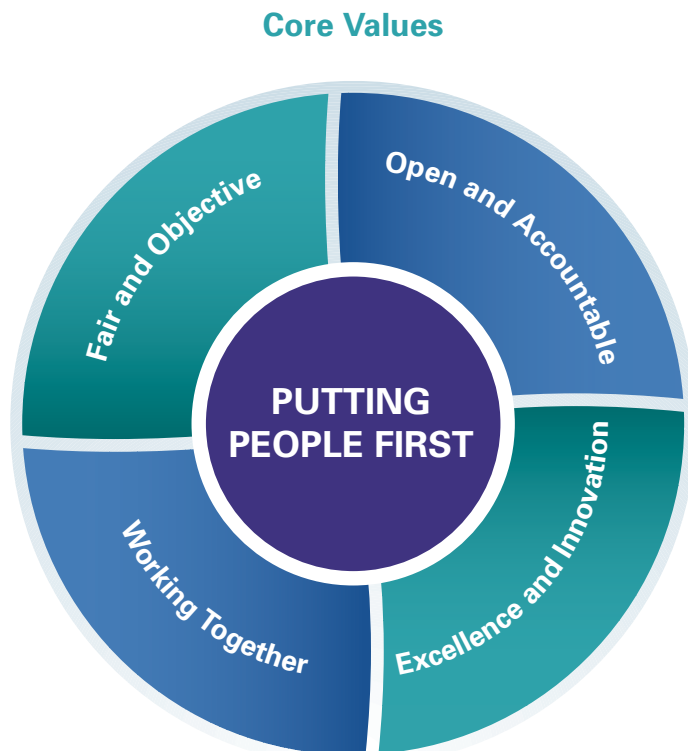 Core Values
Fair and Objective
Open and Accountable
PUTTING
PEOPLE FIRST
Working Together
Excellence and Innovation